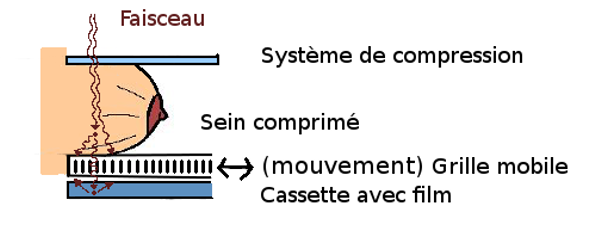 Faisceau
Système de compression
Sein comprimé
(mouvement) Grille mobile
Cassette avec film